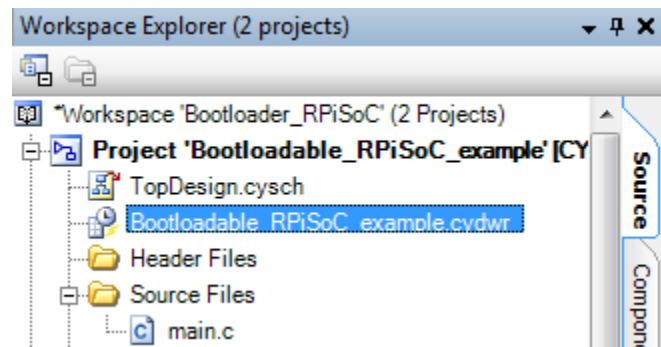 Workspace Explorer (2 projects)
*Workspace 'Bootloader_RPiSoC' (2 Projects)
Project 'Bootloadable_RPiSoC_example' [CY
TopDesign.cysch
Bootloadable_RPiSoC_example.cydwr
Header Files
Source Files
main.c
Source
Compone